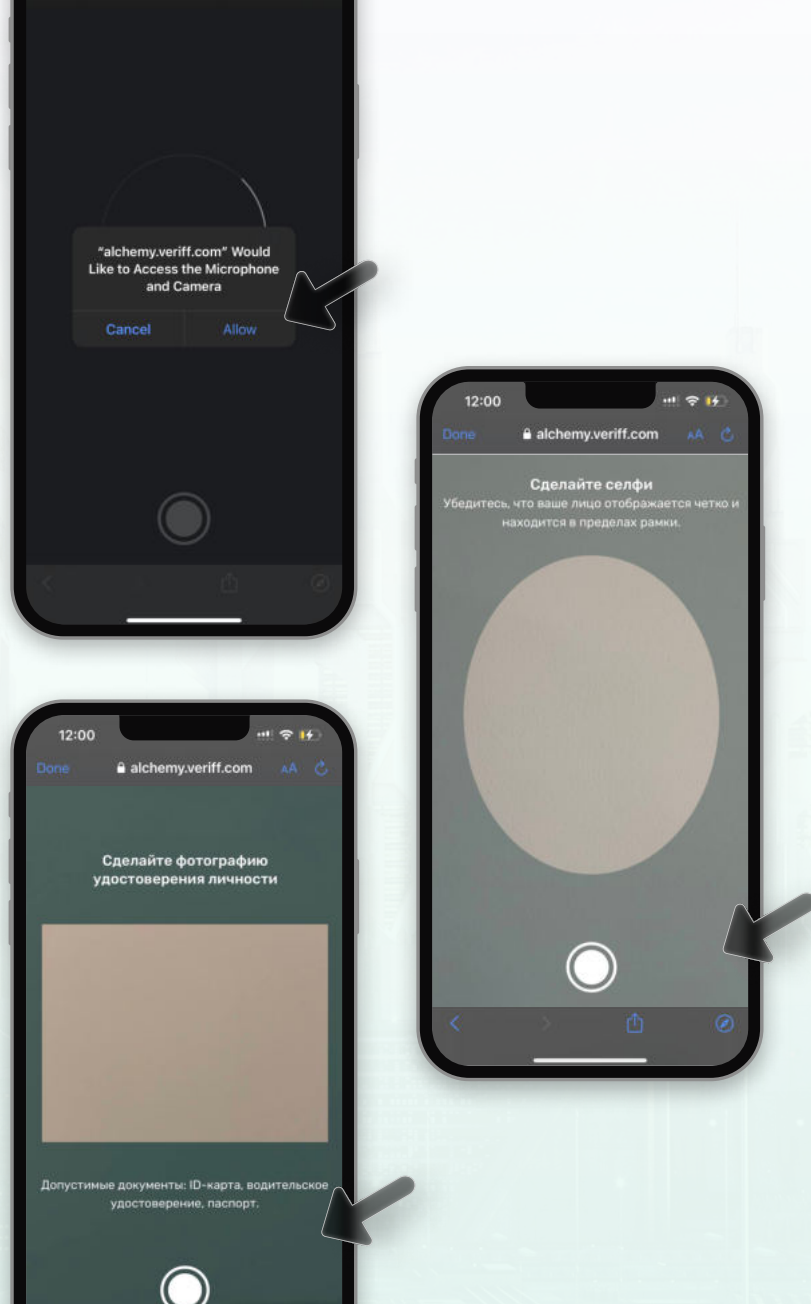 "alchemy.veriff.com" Would
Like to Access the Microphone
and Camera
Cancel Allow
12:00
Done alchemy.veriff.com AA
Сделайте селфи
Убедитесь, что ваше лицо отображается четко и
находится в пределах рамки.
12:00
Done alchemy.veriff.com AA
Сделайте фотографию
удостоверения личности
Допустимые документы: ID-карта, водительское
удостоверение, паспорт.